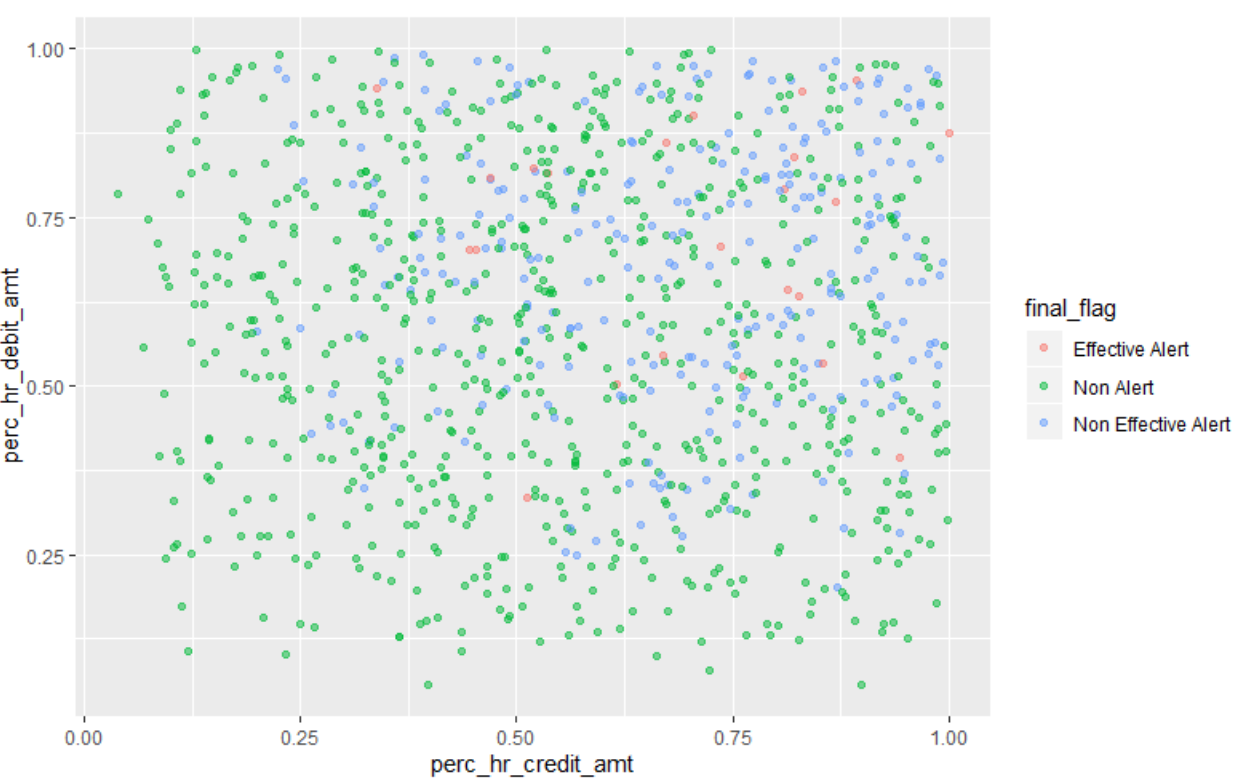 1.00
0.75
0.50
0.25
perc_hr_debit_amt
0.00
0.25
0.50
0.75
1.00
perc_hr_credit_amt
final_flag
Effective Alert
Non Alert
Non Effective Alert